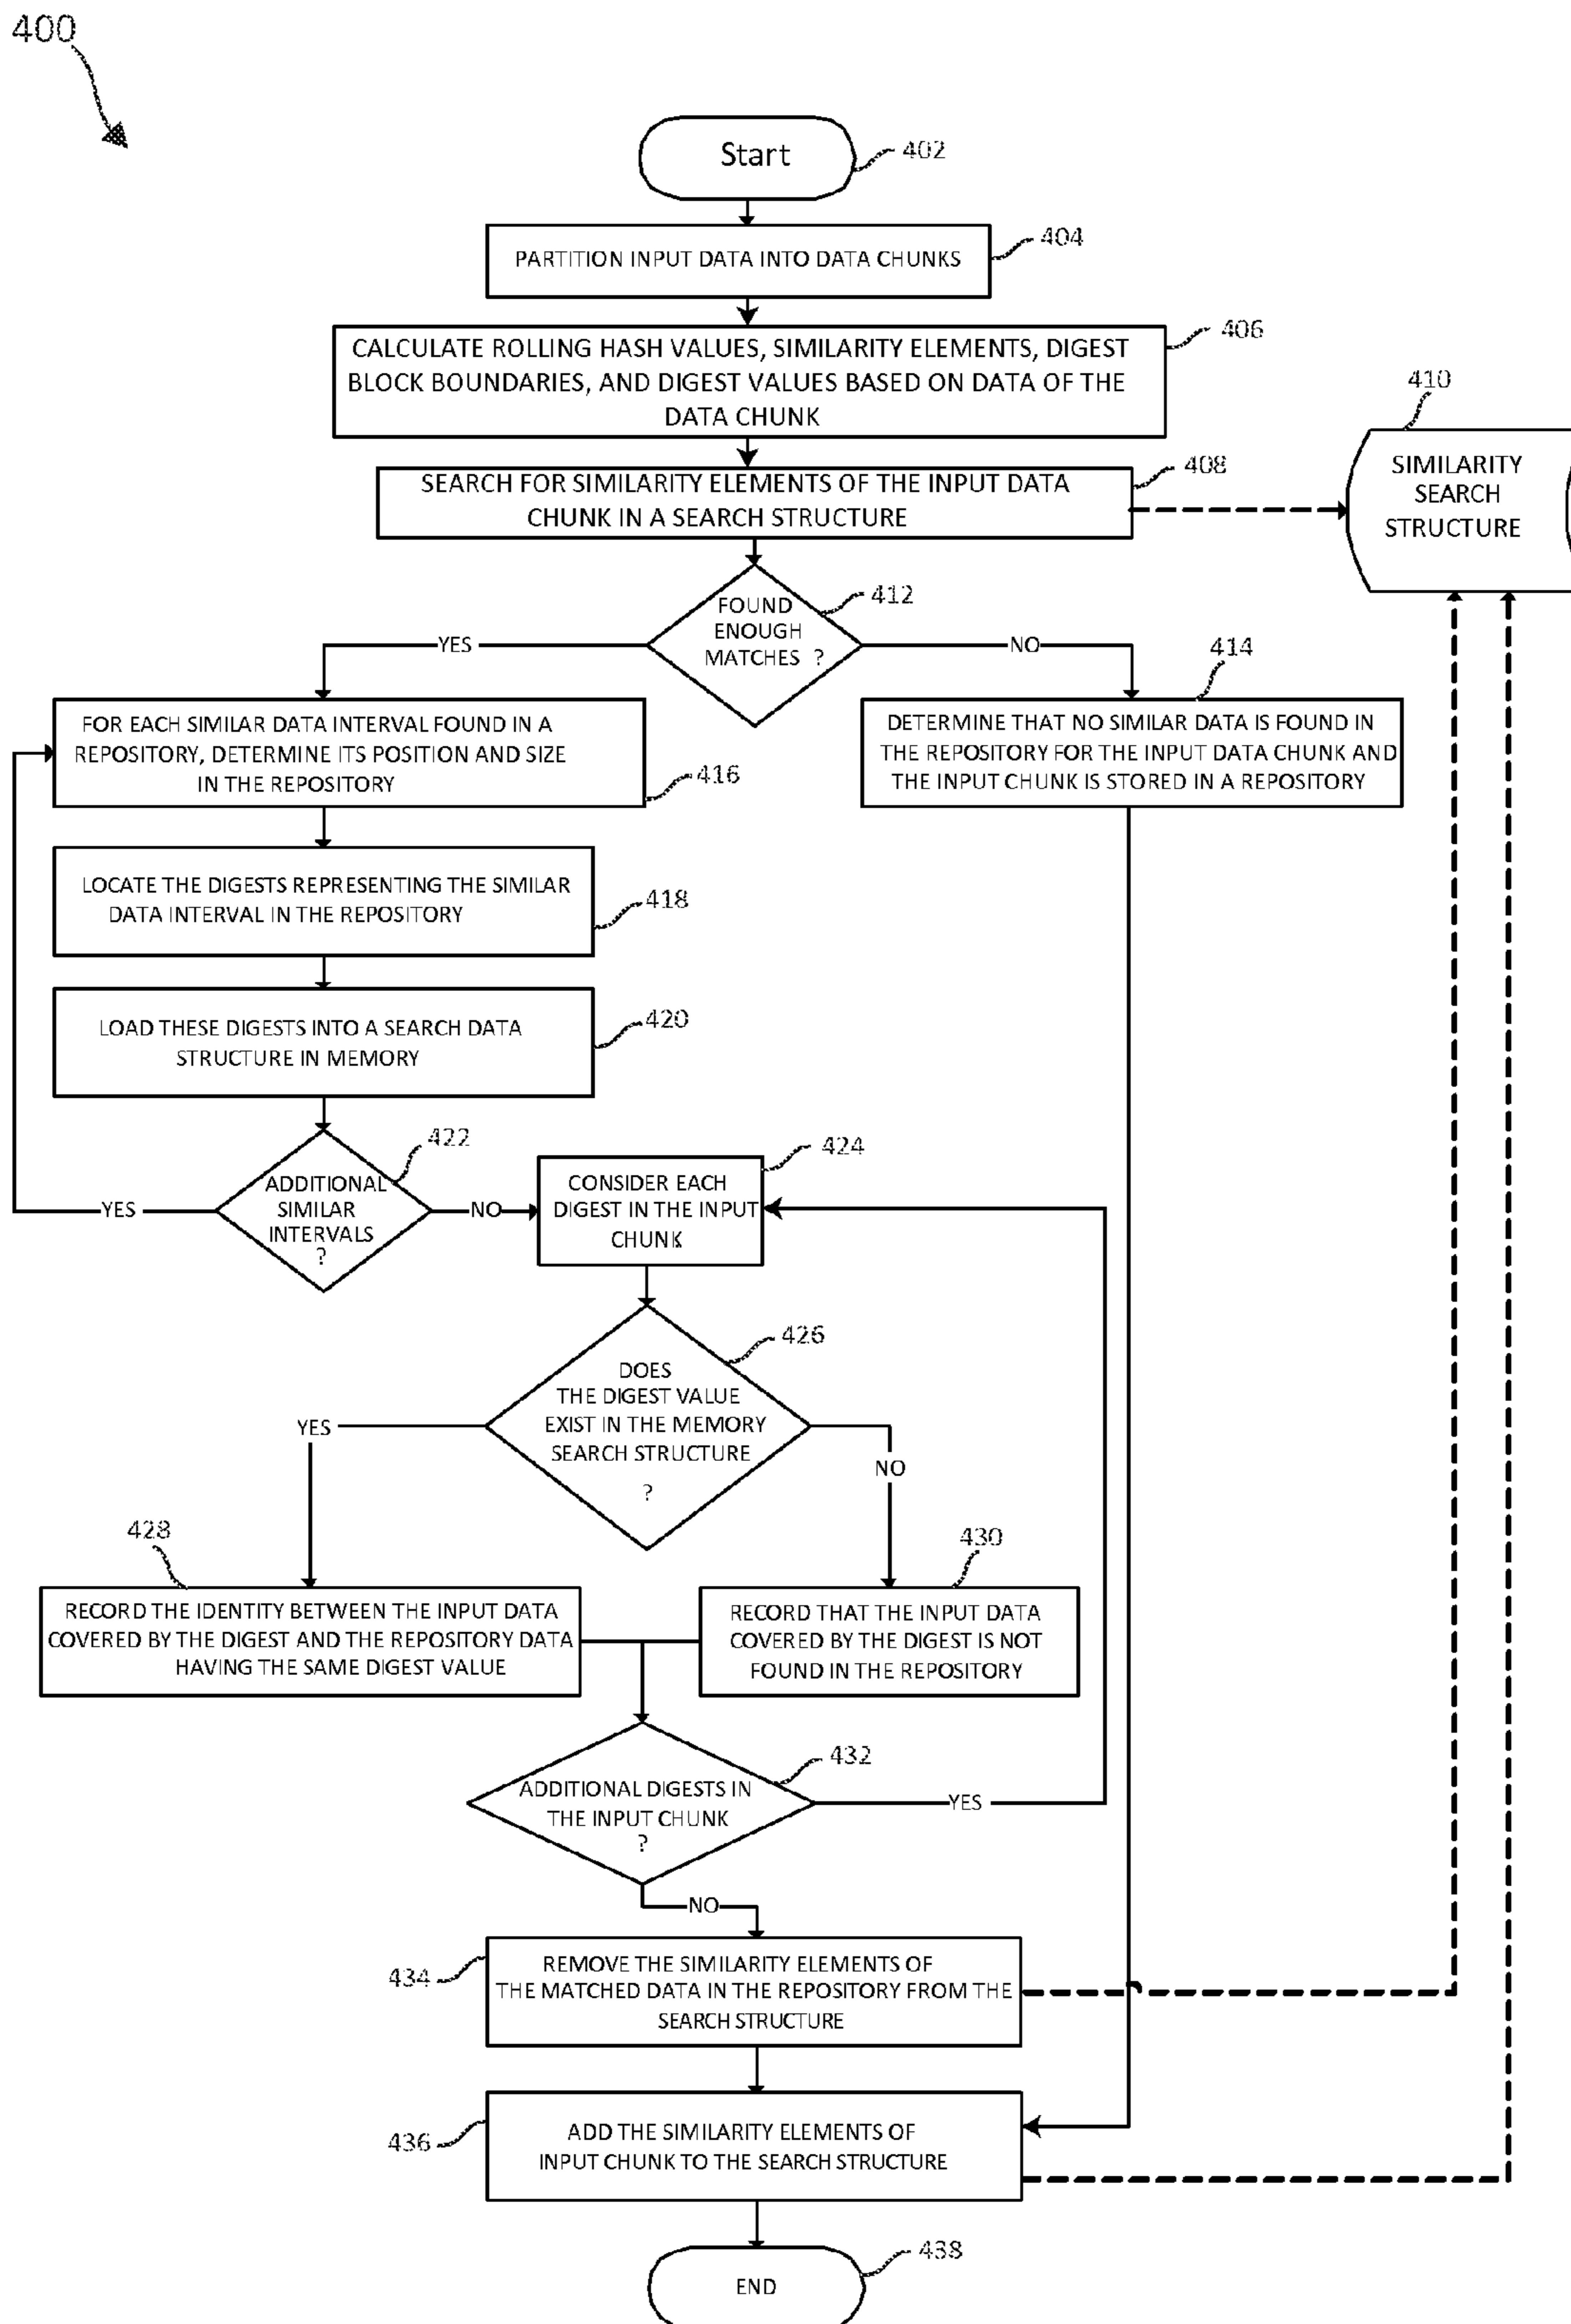 400
Start
402
PARTITION INPUT DATA INTO DATA CHUNKS
404
CALCULATE ROLLING HASH VALUES, SIMILARITY ELEMENTS, DIGEST
BLOCK BOUNDARIES, AND DIGEST VALUES BASED ON DATA OF THE
DATA CHUNK
406
SEARCH FOR SIMILARITY ELEMENTS OF THE INPUT DATA
CHUNK IN A SEARCH STRUCTURE
408
410
SIMILARITY
SEARCH
STRUCTURE
FOUND
ENOUGH
MATCHES ?
412
YES
NO
414
FOR EACH SIMILAR DATA INTERVAL FOUND IN A
REPOSITORY, DETERMINE ITS POSITION AND SIZE
IN THE REPOSITORY
416
DETERMINE THAT NO SIMILAR DATA IS FOUND IN
THE REPOSITORY FOR THE INPUT DATA CHUNK AND
THE INPUT CHUNK IS STORED IN A REPOSITORY
LOCATE THE DIGESTS REPRESENTING THE SIMILAR
DATA INTERVAL IN THE REPOSITORY
418
LOAD THESE DIGESTS INTO A SEARCH DATA
STRUCTURE IN MEMORY
420
ADDITIONAL
SIMILAR
INTERVALS
?
422
YES
NO
424
CONSIDER EACH
DIGEST IN THE INPUT
CHUNK
DOES
THE DIGEST VALUE
EXIST IN THE MEMORY
SEARCH STRUCTURE
?
426
YES
NO
428
RECORD THE IDENTITY BETWEEN THE INPUT DATA
COVERED BY THE DIGEST AND THE REPOSITORY DATA
HAVING THE SAME DIGEST VALUE
430
RECORD THAT THE INPUT DATA
COVERED BY THE DIGEST IS NOT
FOUND IN THE REPOSITORY
ADDITIONAL DIGESTS IN
THE INPUT CHUNK
?
432
YES
NO
434
REMOVE THE SIMILARITY ELEMENTS OF
THE MATCHED DATA IN THE REPOSITORY FROM THE
SEARCH STRUCTURE
436
ADD THE SIMILARITY ELEMENTS OF
INPUT CHUNK TO THE SEARCH STRUCTURE
438
END